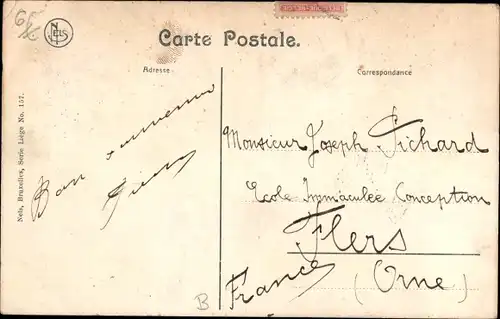 Carte Postale.
Adresse
Correspondance
Nels, Bruxelles, Serie Liège No. 157.
Bon souvenir
Monsieur Joseph Pichard
Ecole Immaculée Conception
Flers
France (Orne)
B